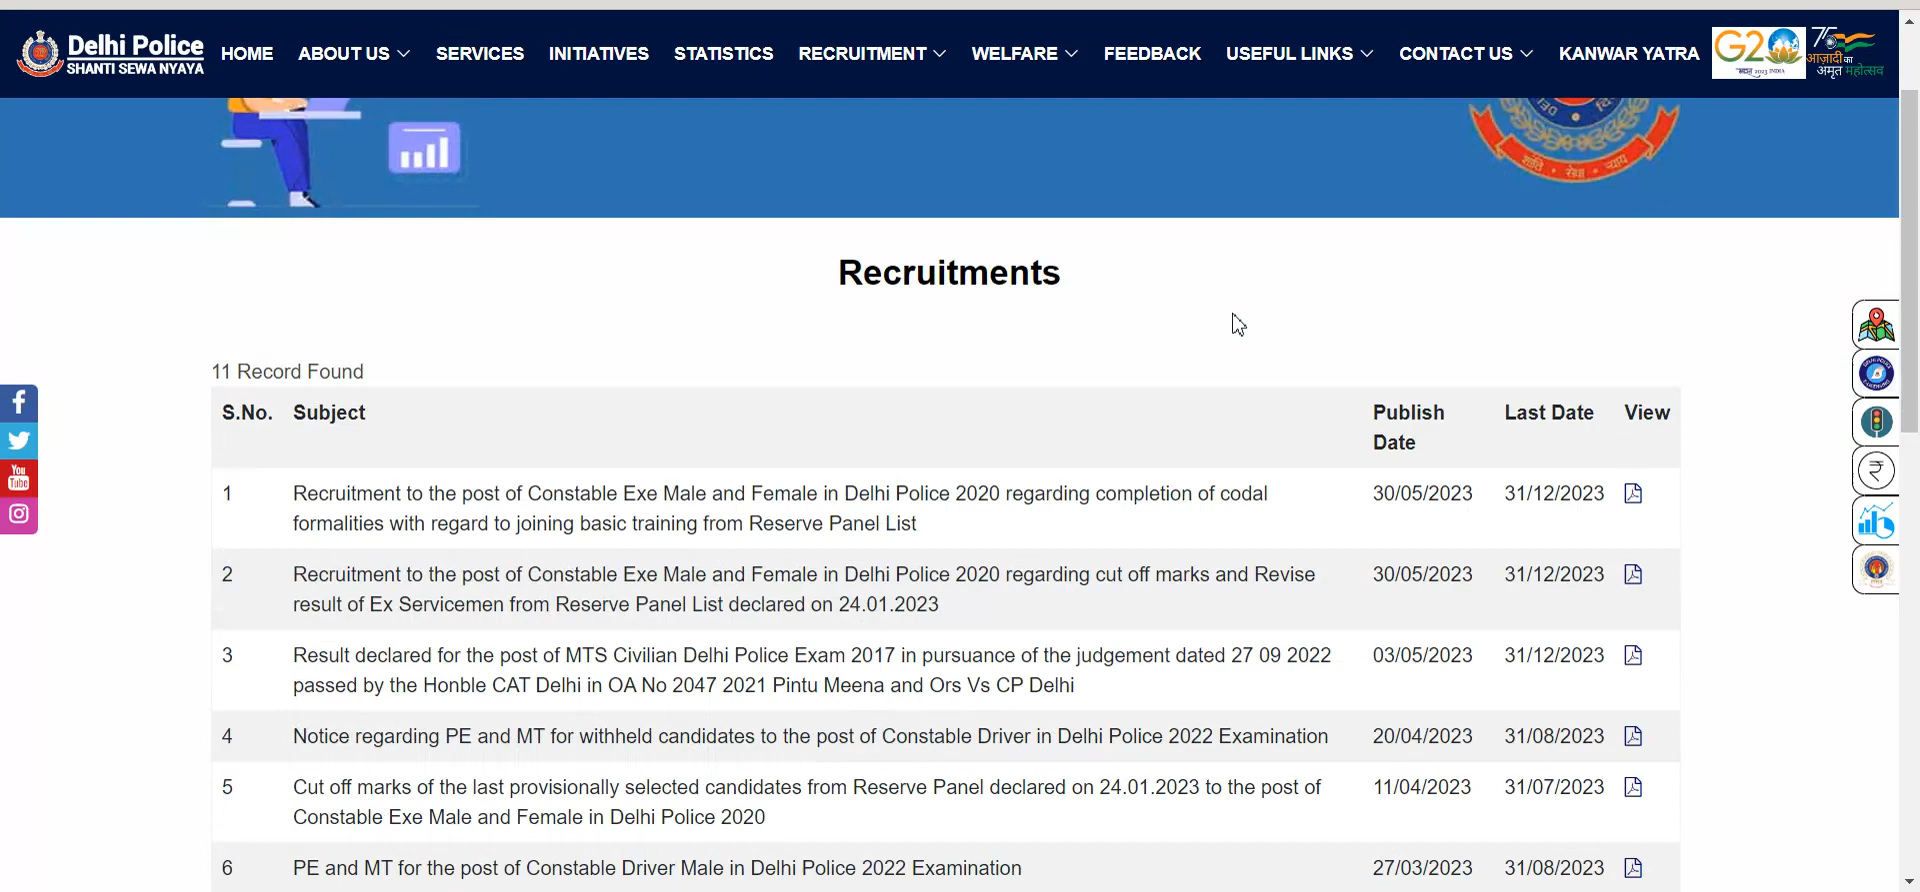 Delhi Police
SHANTI SEWA NYAYA
HOME ABOUT US SERVICES INITIATIVES STATISTICS RECRUITMENT WELFARE FEEDBACK USEFUL LINKS CONTACT US KANWAR YATRA
G20
2023 INDIA
75
आज़ादी का
अमृत महोत्सव
शांति • सेवा • न्याय
Recruitments
11 Record Found
S.No. Subject Publish Date Last Date View
1 Recruitment to the post of Constable Exe Male and Female in Delhi Police 2020 regarding completion of codal 30/05/2023 31/12/2023
formalities with regard to joining basic training from Reserve Panel List
2 Recruitment to the post of Constable Exe Male and Female in Delhi Police 2020 regarding cut off marks and Revise 30/05/2023 31/12/2023
result of Ex Servicemen from Reserve Panel List declared on 24.01.2023
3 Result declared for the post of MTS Civilian Delhi Police Exam 2017 in pursuance of the judgement dated 27 09 2022 03/05/2023 31/12/2023
passed by the Honble CAT Delhi in OA No 2047 2021 Pintu Meena and Ors Vs CP Delhi
4 Notice regarding PE and MT for withheld candidates to the post of Constable Driver in Delhi Police 2022 Examination 20/04/2023 31/08/2023
5 Cut off marks of the last provisionally selected candidates from Reserve Panel declared on 24.01.2023 to the post of 11/04/2023 31/07/2023
Constable Exe Male and Female in Delhi Police 2020
6 PE and MT for the post of Constable Driver Male in Delhi Police 2022 Examination 27/03/2023 31/08/2023
You
Tube